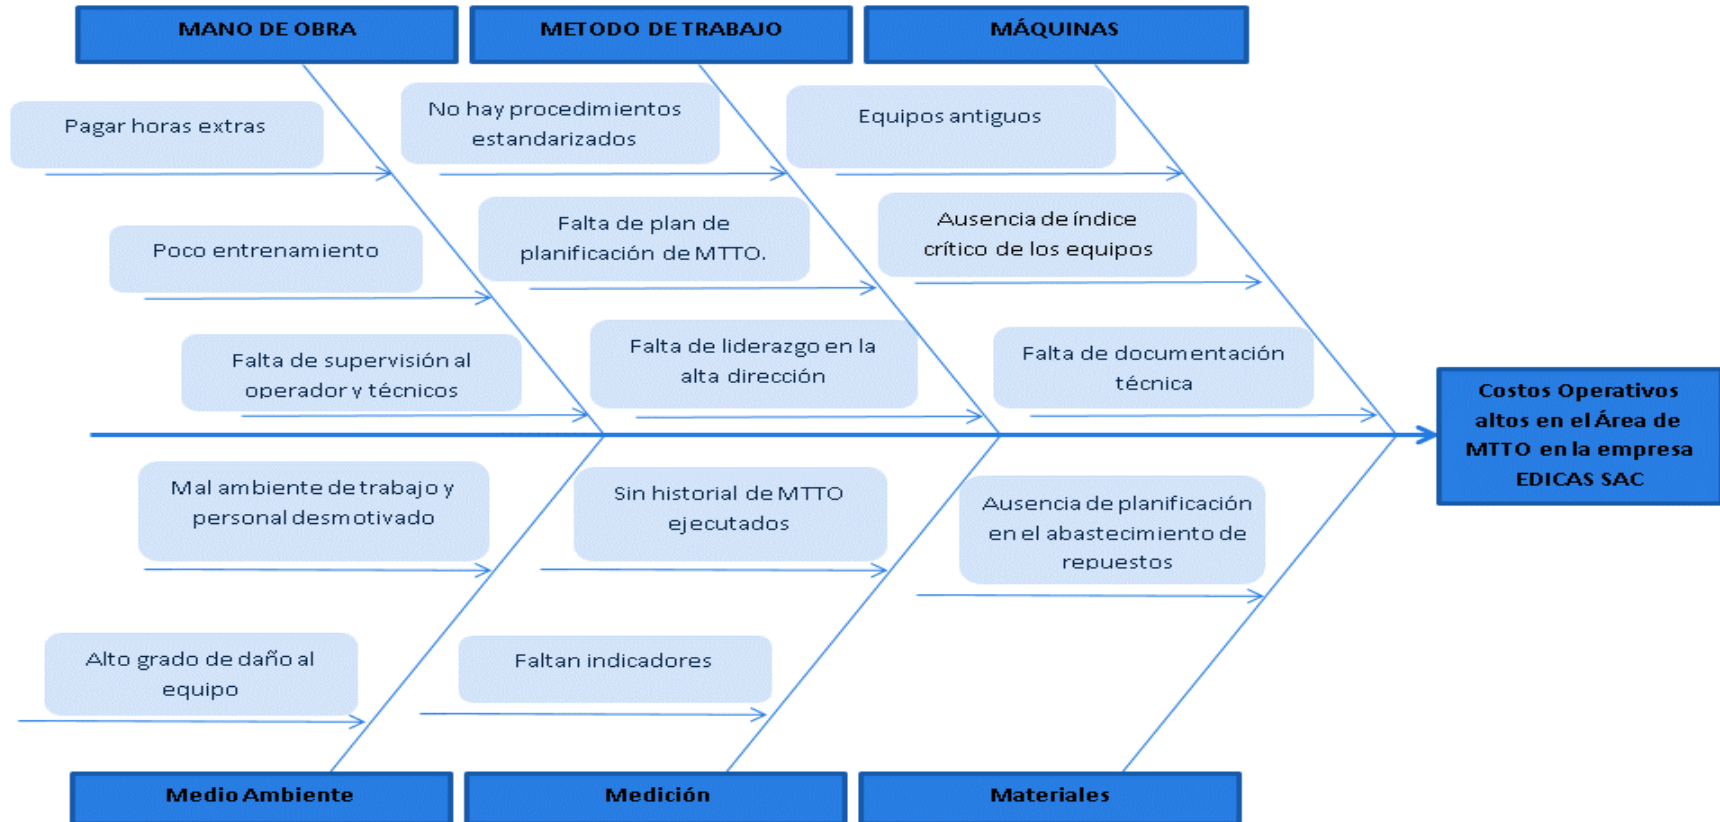 MANO DE OBRA
METODO DE TRABAJO
MÁQUINAS
Pagar horas extras
No hay procedimientos
estandarizados
Equipos antiguos
Poco entrenamiento
Falta de plan de
planificación de MTTO.
Ausencia de índice
crítico de los equipos
Falta de supervisión al
operador y técnicos
Falta de liderazgo en la
alta dirección
Falta de documentación
técnica
Costos Operativos
altos en el Área de
MTTO en la empresa
EDICAS SAC
Mal ambiente de trabajo y
personal desmotivado
Sin historial de MTTO
ejecutados
Ausencia de planificación
en el abastecimiento de
repuestos
Alto grado de daño al
equipo
Faltan indicadores
Medio Ambiente
Medición
Materiales